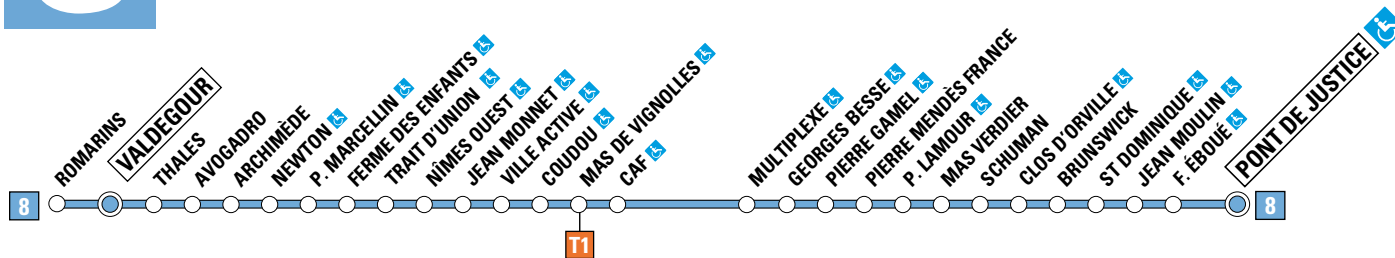 8
ROMARINS
VALDEGOUR
THALES
AVOGADRO
ARCHIMÈDE
NEWTON
P. MARCELLIN
FERME DES ENFANTS
TRAIT D'UNION
NÎMES OUEST
JEAN MONNET
VILLE ACTIVE
COUDOU
MAS DE VIGNOLLES
CAF
MULTIPLEXE
GEORGES BESSE
PIERRE GAMEL
PIERRE MENDÈS FRANCE
P. LAMOUR
MAS VERDIER
SCHUMAN
CLOS D'ORVILLE
BRUNSWICK
ST DOMINIQUE
JEAN MOULIN
F. ÉBOUÉ
PONT DE JUSTICE
8
T1